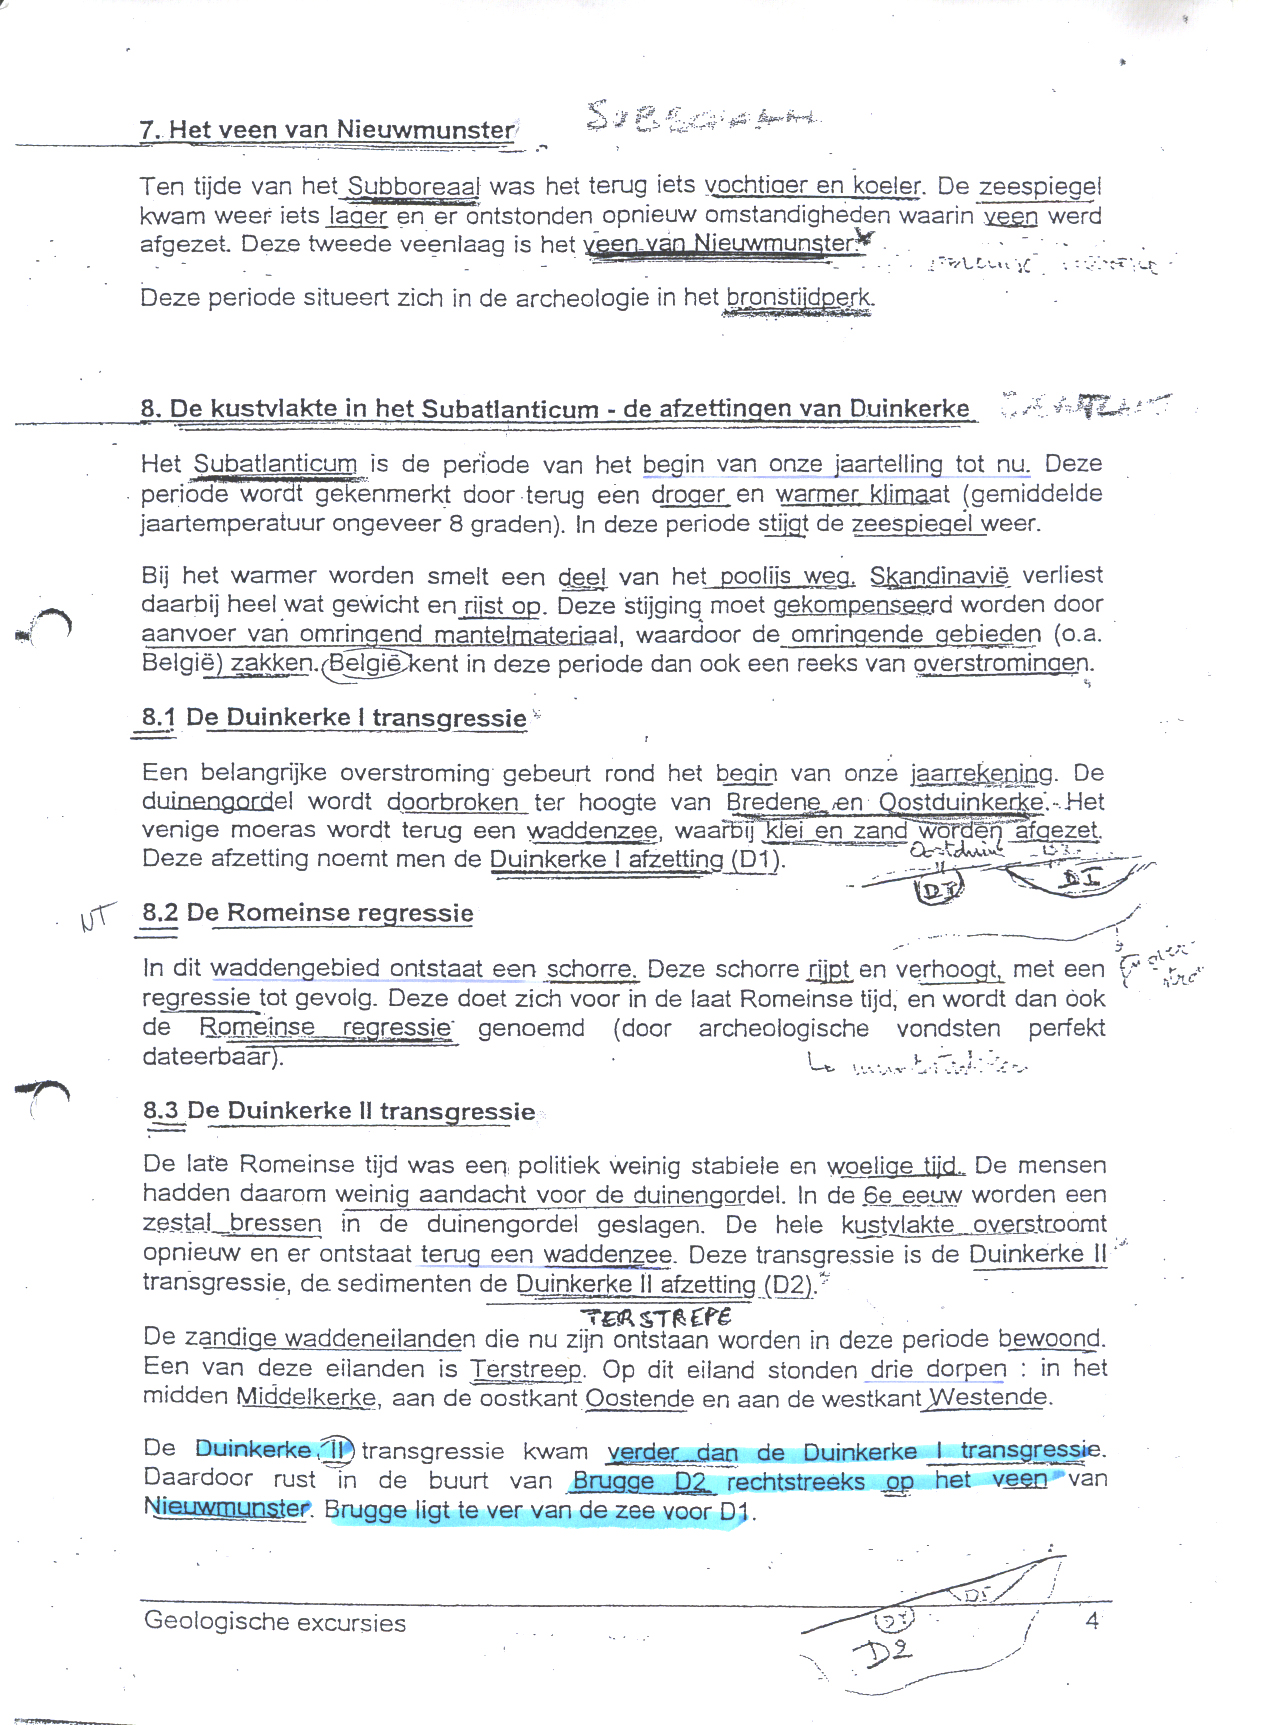 7. Het veen van Nieuwmunster
Ten tijde van het Subboreaal was het terug iets vochtiger en koeler. De zeespiegel
kwam weer iets lager en er ontstonden opnieuw omstandigheden waarin veen werd
afgezet. Deze tweede veenlaag is het veen van Nieuwmunster.
Deze periode situeert zich in de archeologie in het bronstijdperk.
8. De kustvlakte in het Subatlanticum - de afzettingen van Duinkerke
Het Subatlanticum is de periode van het begin van onze jaartelling tot nu. Deze
periode wordt gekenmerkt door terug een droger en warmer klimaat (gemiddelde
jaartemperatuur ongeveer 8 graden). In deze periode stijgt de zeespiegel weer.
Bij het warmer worden smelt een deel van het poolijs weg. Skandinavië verliest
daarbij heel wat gewicht en rijst op. Deze stijging moet gekompenseerd worden door
aanvoer van omringend mantelmateriaal, waardoor de omringende gebieden (o.a.
België) zakken. België kent in deze periode dan ook een reeks van overstromingen.
8.1 De Duinkerke I transgressie
Een belangrijke overstroming gebeurt rond het begin van onze jaarrekening. De
duinengordel wordt doorbroken ter hoogte van Bredene en Oostduinkerke. Het
venige moeras wordt terug een waddenzee, waarbij klei en zand worden afgezet.
Deze afzetting noemt men de Duinkerke I afzetting (D1).
DI DI
8.2 De Romeinse regressie
In dit waddengebied ontstaat een schorre. Deze schorre rijpt en verhoogt, met een
regressie tot gevolg. Deze doet zich voor in de laat Romeinse tijd, en wordt dan ook
de Romeinse regressie genoemd (door archeologische vondsten perfekt
dateerbaar).
8.3 De Duinkerke II transgressie
De late Romeinse tijd was een politiek weinig stabiele en woelige tijd. De mensen
hadden daarom weinig aandacht voor de duinengordel. In de 6e eeuw worden een
zestal bressen in de duinengordel geslagen. De hele kustvlakte overstroomt
opnieuw en er ontstaat terug een waddenzee. Deze transgressie is de Duinkerke II
transgressie, de sedimenten de Duinkerke II afzetting (D2).
TERSTREPE
De zandige waddeneilanden die nu zijn ontstaan worden in deze periode bewoond.
Een van deze eilanden is Terstreep. Op dit eiland stonden drie dorpen : in het
midden Middelkerke, aan de oostkant Oostende en aan de westkant Westende.
De Duinkerke II transgressie kwam verder dan de Duinkerke I transgressie.
Daardoor rust in de buurt van Brugge D2 rechtstreeks op het veen van
Nieuwmunster. Brugge ligt te ver van de zee voor D1.
Geologische excursies 4
D2